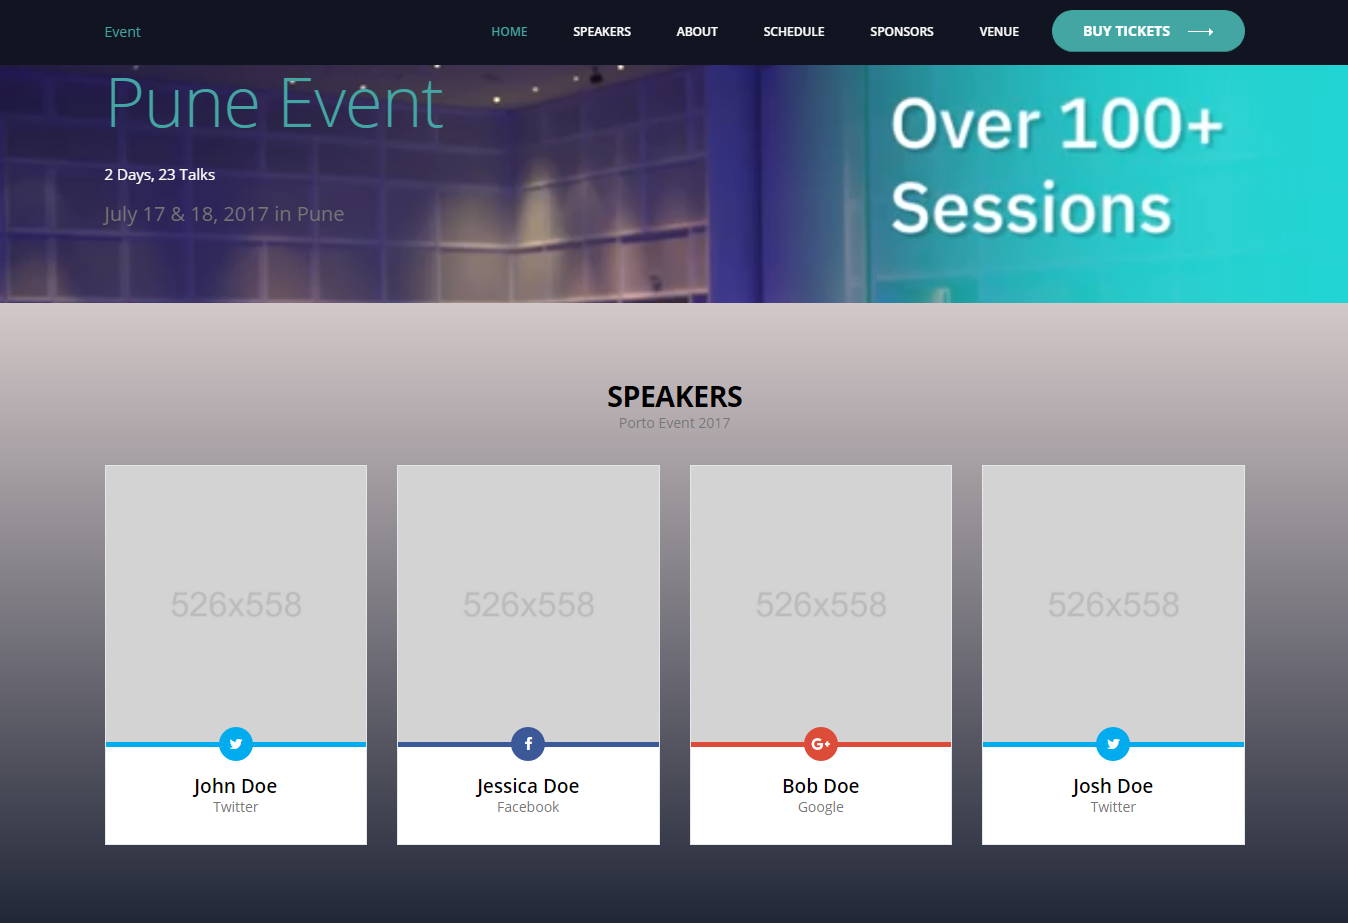 Event
HOME SPEAKERS ABOUT SCHEDULE SPONSORS VENUE BUY TICKETS
Pune Event
2 Days, 23 Talks
July 17 & 18, 2017 in Pune
Over 100+
Sessions
SPEAKERS
Porto Event 2017
526x558 526x558 526x558 526x558
John Doe Jessica Doe Bob Doe Josh Doe
Twitter Facebook Google Twitter